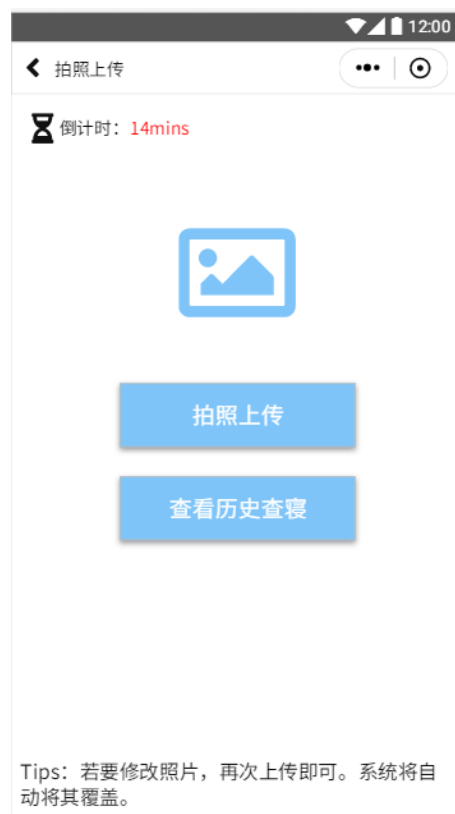 12:00
拍照上传
倒计时：14mins
拍照上传
查看历史查寝
Tips：若要修改照片，再次上传即可。系统将自
动将其覆盖。